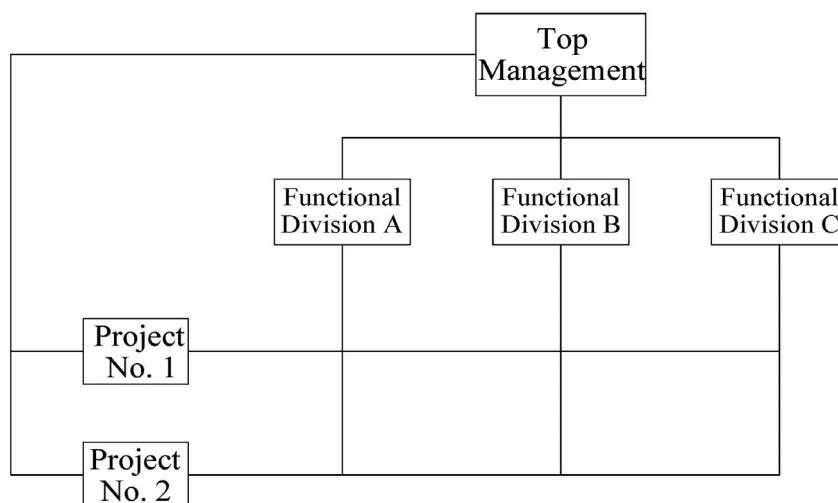 Top
Management
Functional
Division A
Functional
Division B
Functional
Division C
Project
No. 1
Project
No. 2